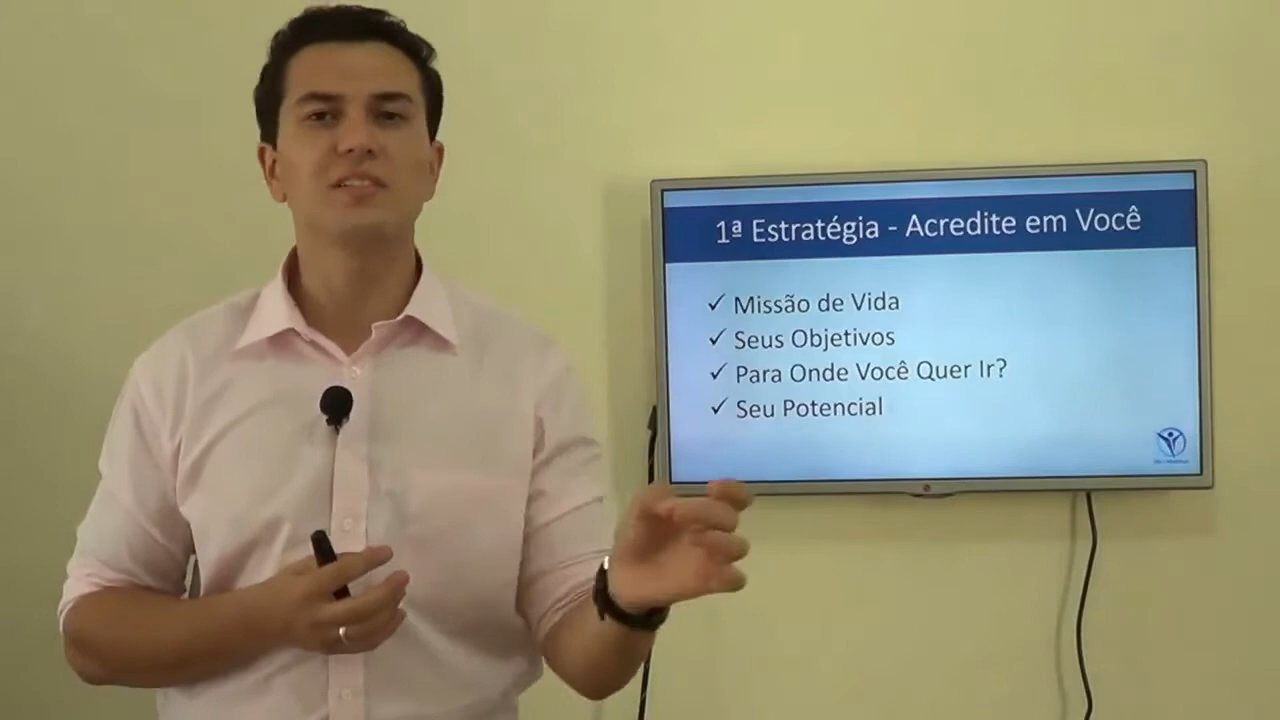 1ª Estratégia - Acredite em Você
✓ Missão de Vida
✓ Seus Objetivos
✓ Para Onde Você Quer Ir?
✓ Seu Potencial